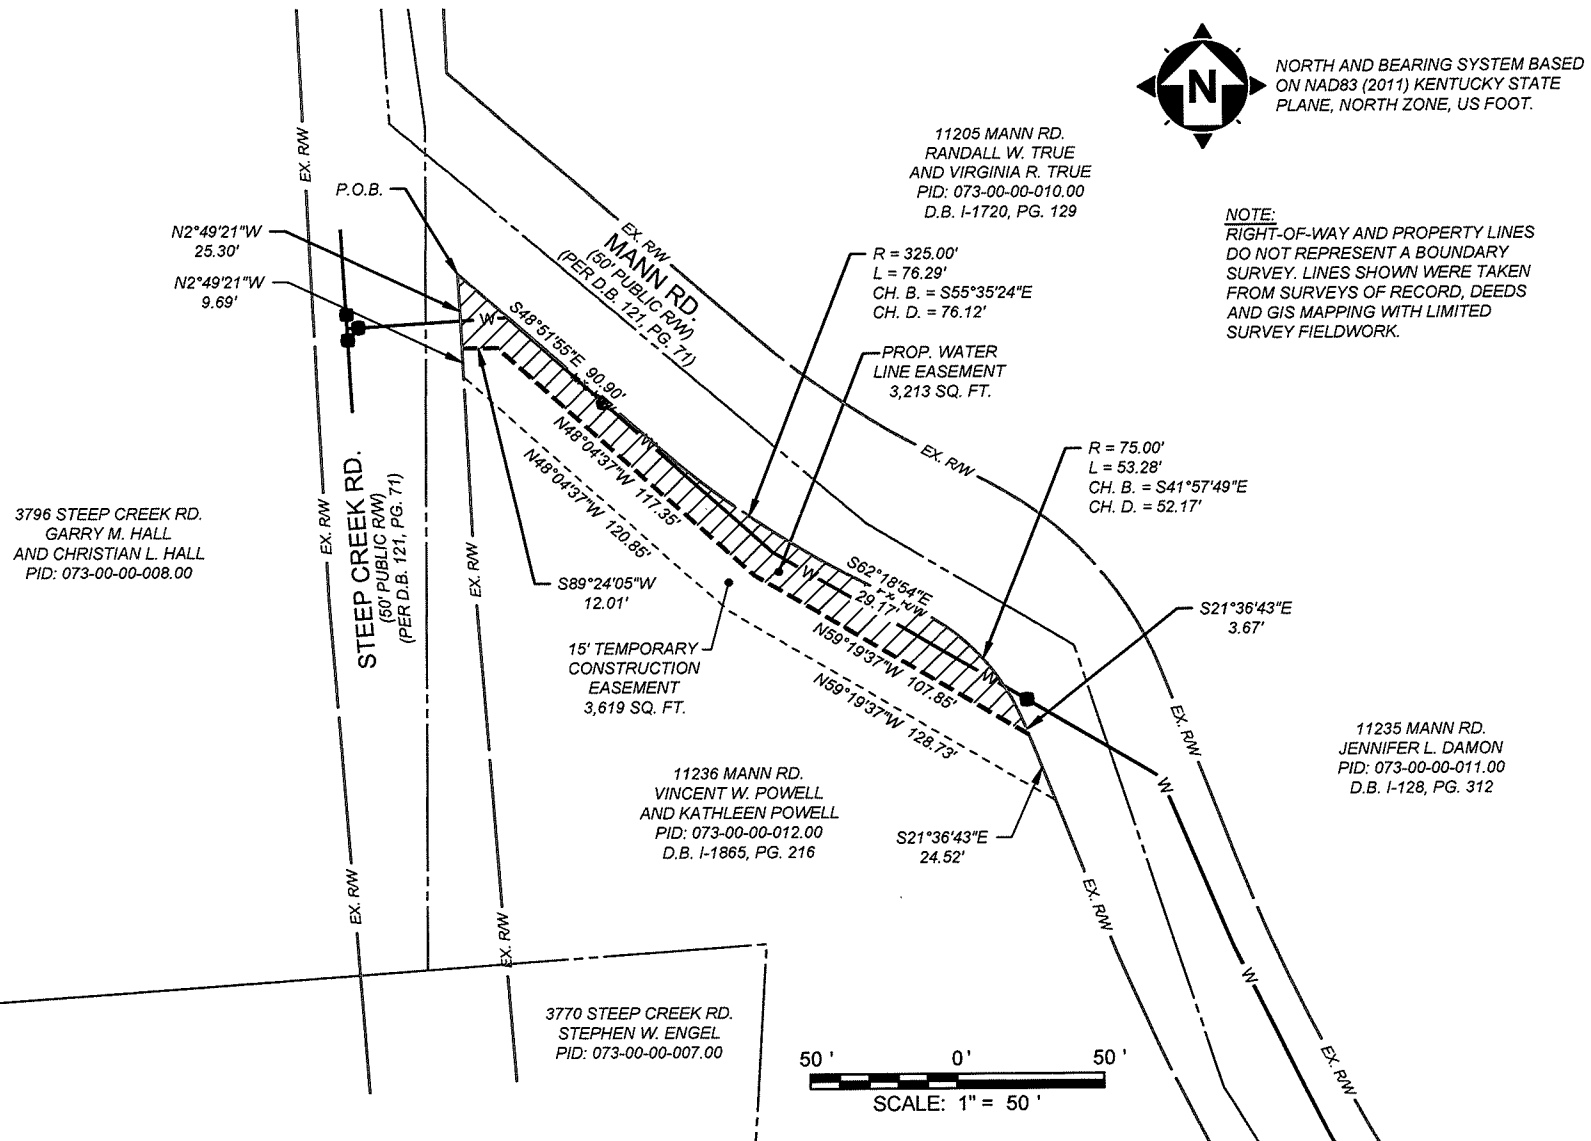 N
NORTH AND BEARING SYSTEM BASED
ON NAD83 (2011) KENTUCKY STATE
PLANE, NORTH ZONE, US FOOT.
NOTE:
RIGHT-OF-WAY AND PROPERTY LINES
DO NOT REPRESENT A BOUNDARY
SURVEY. LINES SHOWN WERE TAKEN
FROM SURVEYS OF RECORD, DEEDS
AND GIS MAPPING WITH LIMITED
SURVEY FIELDWORK.
11205 MANN RD.
RANDALL W. TRUE
AND VIRGINIA R. TRUE
PID: 073-00-00-010.00
D.B. I-1720, PG. 129
EX. R/W
P.O.B.
N2°49'21"W
25.30'
N2°49'21"W
9.69'
EX. R/W
MANN RD.
(50' PUBLIC R/W)
(PER D.B. 121, PG. 71)
R = 325.00'
L = 76.29'
CH. B. = S55°35'24"E
CH. D. = 76.12'
PROP. WATER
LINE EASEMENT
3,213 SQ. FT.
W
S48°51'55"E 90.90'
W
N48°04'37"W 117.35'
N48°04'37"W 120.85'
EX. R/W
R = 75.00'
L = 53.28'
CH. B. = S41°57'49"E
CH. D. = 52.17'
3796 STEEP CREEK RD.
GARRY M. HALL
AND CHRISTIAN L. HALL
PID: 073-00-00-008.00
EX. R/W
STEEP CREEK RD.
(50' PUBLIC R/W)
(PER D.B. 121, PG. 71)
EX. R/W
S89°24'05"W
12.01'
15' TEMPORARY
CONSTRUCTION
EASEMENT
3,619 SQ. FT.
W
S62°18'54"E
EX. R/W
29.17'
N59°19'37"W 107.85'
N59°19'37"W 128.73'
W
S21°36'43"E
3.67'
EX. R/W
11235 MANN RD.
JENNIFER L. DAMON
PID: 073-00-00-011.00
D.B. I-128, PG. 312
W
11236 MANN RD.
VINCENT W. POWELL
AND KATHLEEN POWELL
PID: 073-00-00-012.00
D.B. I-1865, PG. 216
S21°36'43"E
24.52'
EX. R/W
EX. R/W
EX. R/W
W
3770 STEEP CREEK RD.
STEPHEN W. ENGEL
PID: 073-00-00-007.00
EX. R/W
50 ' 0' 50 '
SCALE: 1" = 50 '